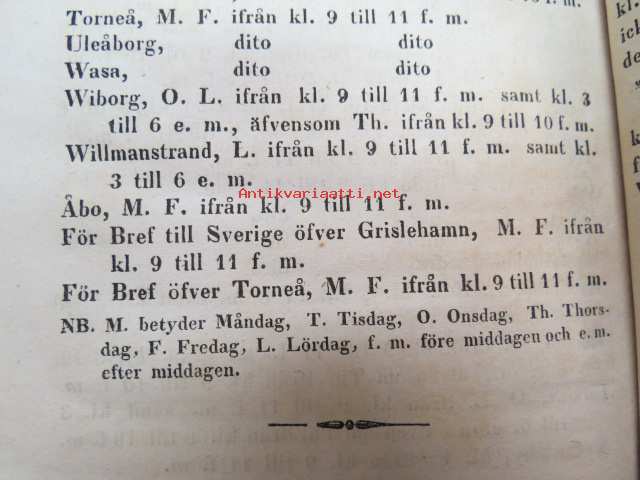 Torneå, M. F. ifrån kl. 9 till 11 f. m.
Uleåborg, dito dito
Wasa, dito dito
Wiborg, O. L. ifrån kl. 9 till 11 f. m. samt kl. 3
till 6 e. m., äfvensom Th. ifrån kl. 9 till 10 f. m.
Willmanstrand, L. ifrån kl. 9 till 11 f. m. samt kl.
3 till 6 e. m.
Antikvariaatti.net
Åbo, M. F. ifrån kl. 9 till 11 f. m.
För Bref till Sverige öfver Grislehamn, M. F. ifrån
kl. 9 till 11 f. m.
För Bref öfver Torneå, M. F. ifrån kl. 9 till 11 f. m.
NB. M. betyder Måndag, T. Tisdag, O. Onsdag, Th. Thors-
dag, F. Fredag, L. Lördag, f. m. före middagen och e. m.
efter middagen.